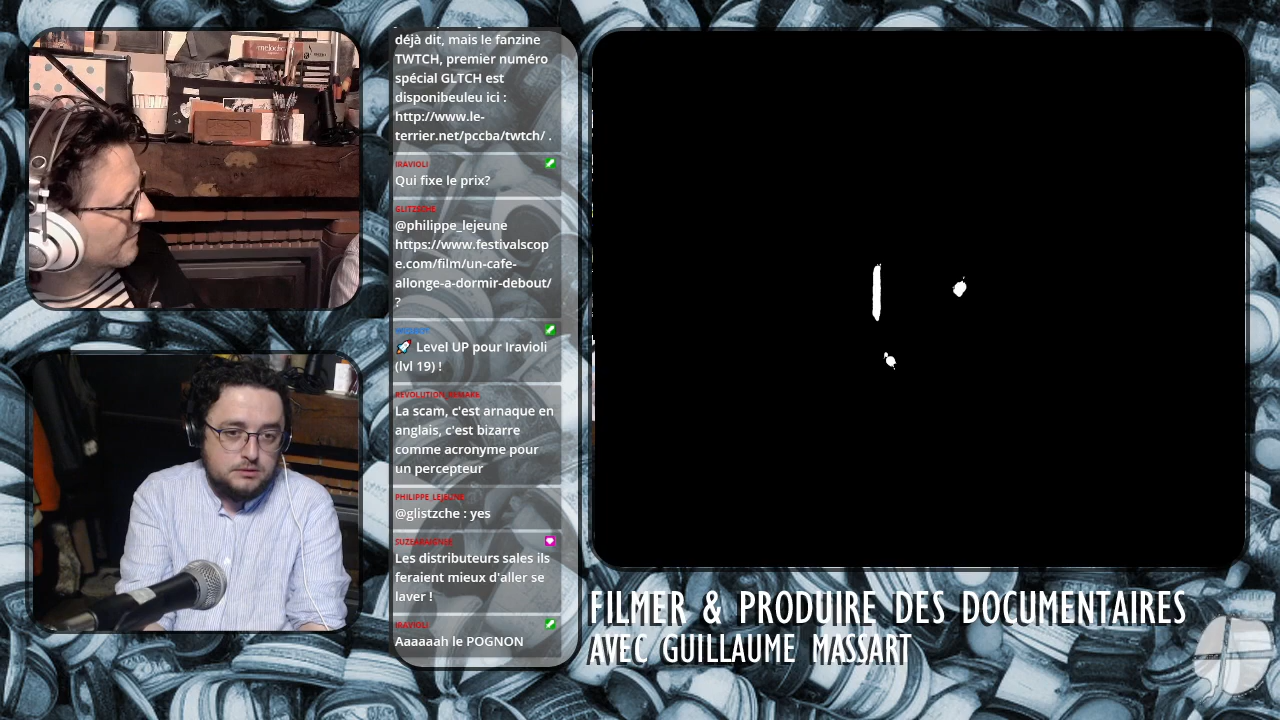 déjà dit, mais le fanzine
TWTCH, premier numéro
spécial GLTCH est
disponibeuleu ici :
http://www.le-
terrier.net/pccba/twtch/ .
IRAVIOLI
Qui fixe le prix?
GLITZSCHE
@philippe_lejeune
https://www.festivalscop
e.com/film/un-cafe-
allonge-a-dormir-debout/
?
🚀 Level UP pour Iravioli
(lvl 19) !
REVOLUTION_DEMAKE
La scam, c'est arnaque en
anglais, c'est bizarre
comme acronyme pour
un percepteur
PHILIPPE_LEJEUNE
@glistzche : yes
Les distributeurs sales ils
feraient mieux d'aller se
laver !
IRAVIOLI
Aaaaaah le POGNON
FILMER & PRODUIRE DES DOCUMENTAIRES
AVEC GUILLAUME MASSART